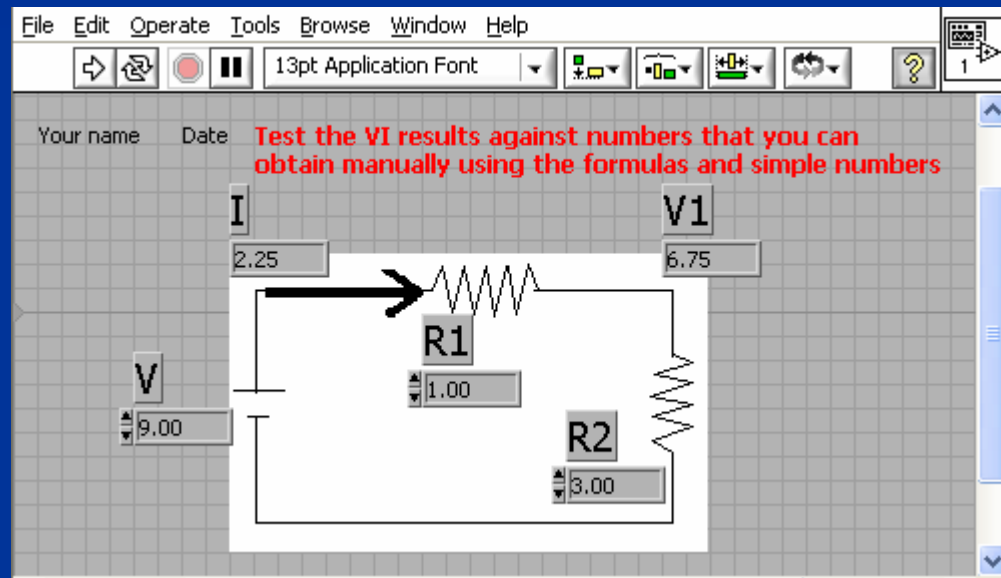 File Edit Operate Tools Browse Window Help
13pt Application Font
?
1
Your name Date Test the VI results against numbers that you can
obtain manually using the formulas and simple numbers
I
2.25
V1
6.75
R1
1.00
V
9.00
R2
3.00